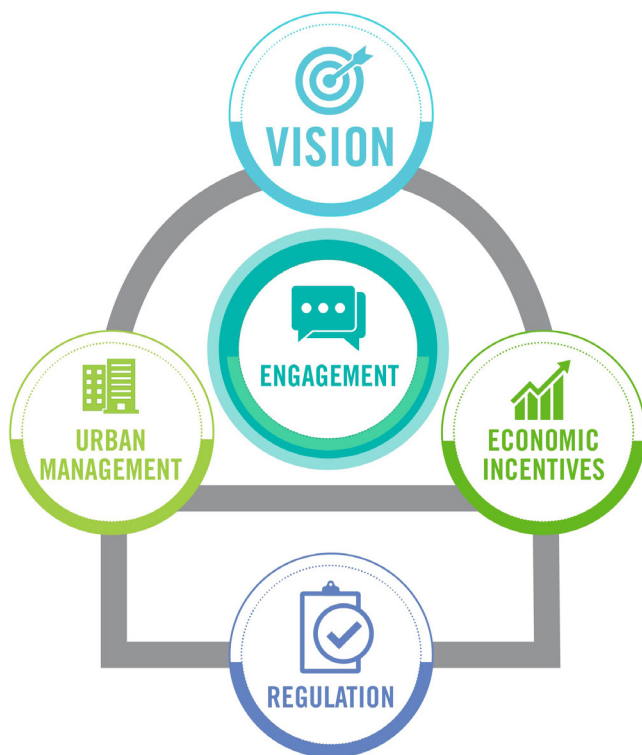 VISION
ENGAGEMENT
URBAN
MANAGEMENT
ECONOMIC
INCENTIVES
REGULATION